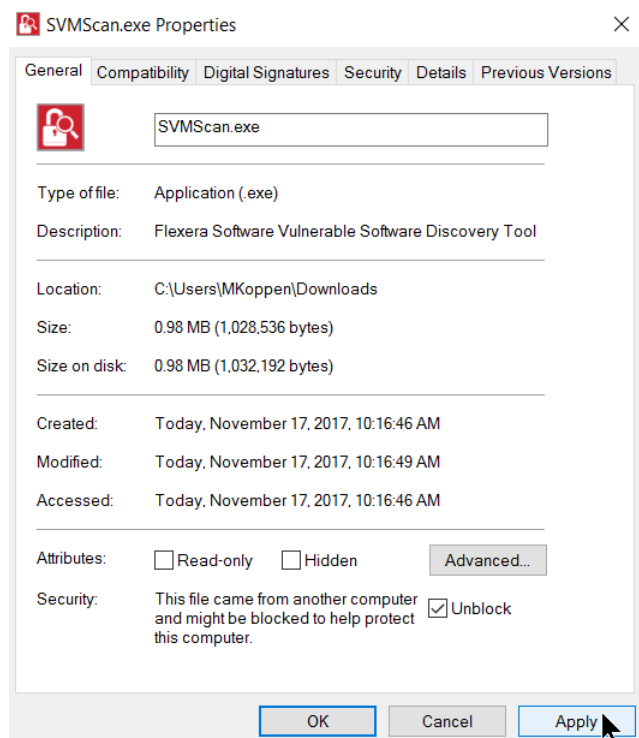 SVMScan.exe Properties
General Compatibility Digital Signatures Security Details Previous Versions
SVMScan.exe
Type of file: Application (.exe)
Description: Flexera Software Vulnerable Software Discovery Tool
Location: C:\Users\MKoppen\Downloads
Size: 0.98 MB (1,028,536 bytes)
Size on disk: 0.98 MB (1,032,192 bytes)
Created: Today, November 17, 2017, 10:16:46 AM
Modified: Today, November 17, 2017, 10:16:49 AM
Accessed: Today, November 17, 2017, 10:16:46 AM
Attributes: Read-only Hidden Advanced...
Security: This file came from another computer
and might be blocked to help protect Unblock
this computer.
OK Cancel Apply